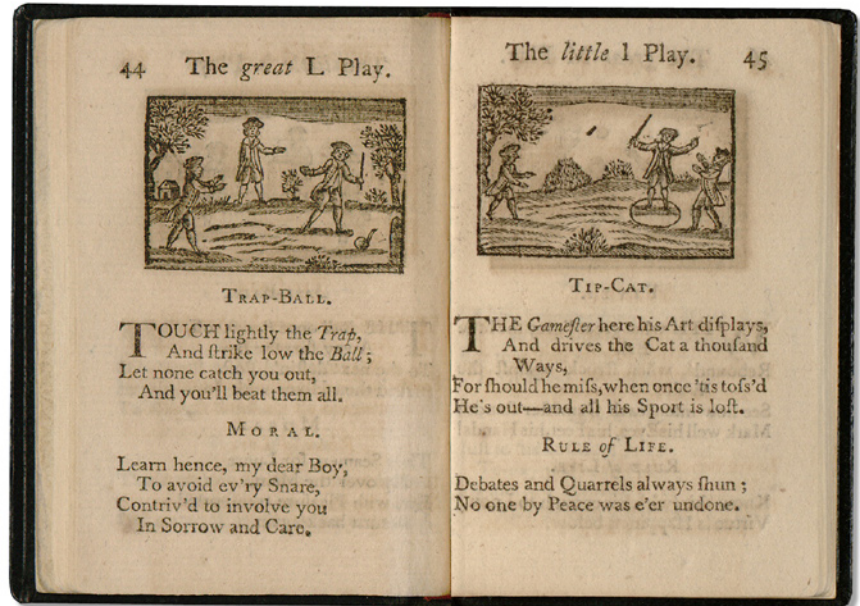 44 The great L Play.
TRAP-BALL.
TOUCH lightly the Trap,
And ſtrike low the Ball;
Let none catch you out,
And you'll beat them all.
MORAL.
Learn hence, my dear Boy,
To avoid ev'ry Snare,
Contriv'd to involve you
In Sorrow and Care.
The little l Play. 45
TIP-CAT.
THE Gameſter here his Art diſplays,
And drives the Cat a thouſand
Ways,
For ſhould he miſs, when once 'tis toſs'd
He's out—and all his Sport is loſt.
RULE of LIFE.
Debates and Quarrels always ſhun;
No one by Peace was e'er undone.